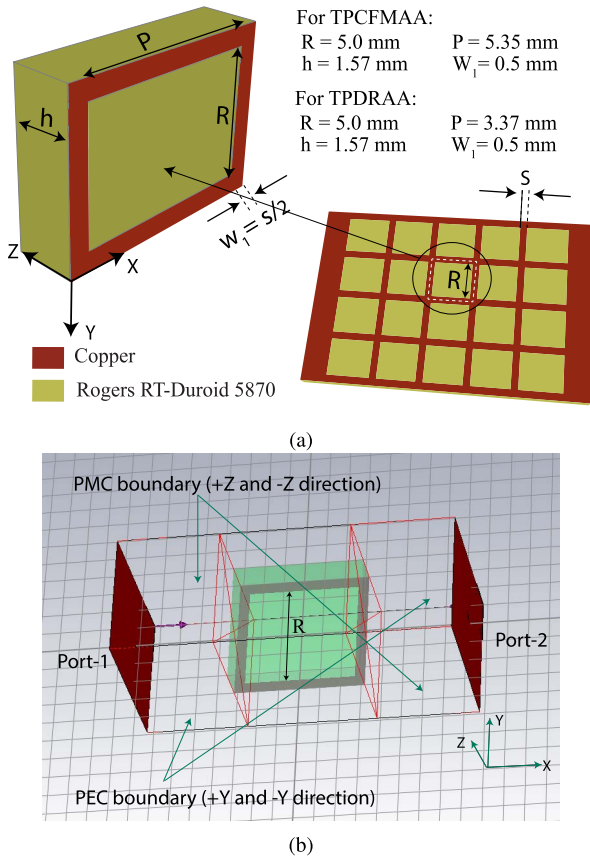 For TPCFMAA:
R = 5.0 mm P = 5.35 mm
h = 1.57 mm W1= 0.5 mm
For TPDRAA:
R = 5.0 mm P = 3.37 mm
h = 1.57 mm W1= 0.5 mm
P
h
R
w1 = s/2
S
R
Z
X
Y
Copper
Rogers RT-Duroid 5870
(a)
PMC boundary (+Z and -Z direction)
R
Port-1
Port-2
Y
Z
X
PEC boundary (+Y and -Y direction)
(b)